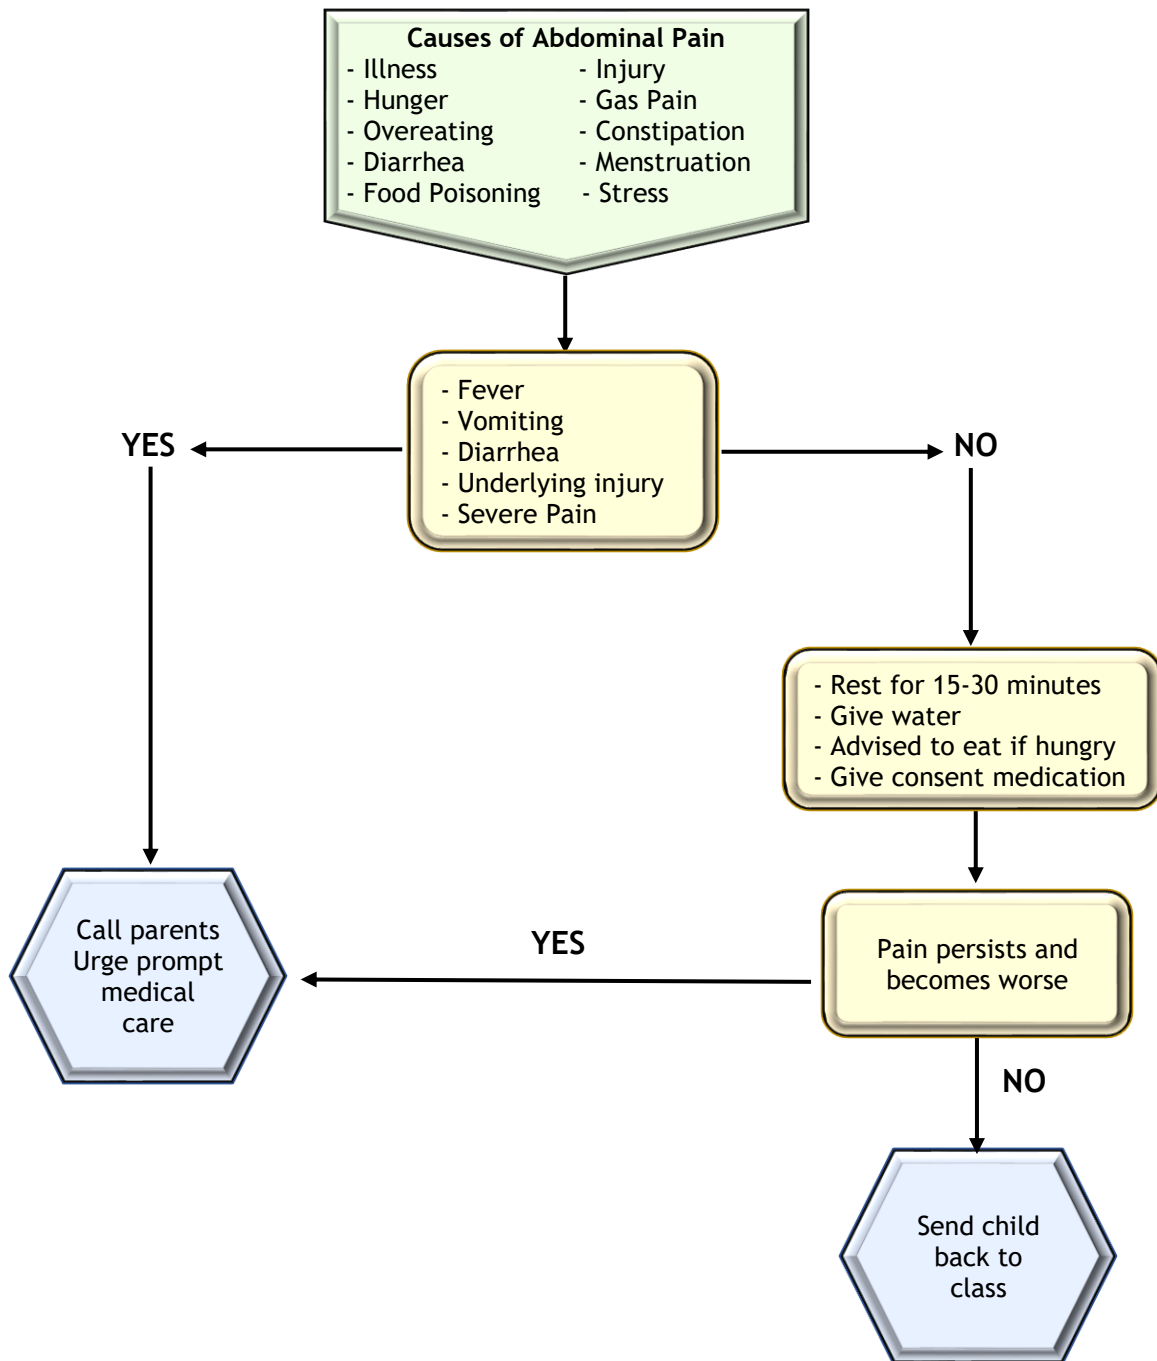 Causes of Abdominal Pain
- Illness - Injury
- Hunger - Gas Pain
- Overeating - Constipation
- Diarrhea - Menstruation
- Food Poisoning - Stress
- Fever
- Vomiting
- Diarrhea
- Underlying injury
- Severe Pain
YES
NO
- Rest for 15-30 minutes
- Give water
- Advised to eat if hungry
- Give consent medication
Call parents
Urge prompt
medical
care
YES
Pain persists and
becomes worse
NO
Send child
back to
class